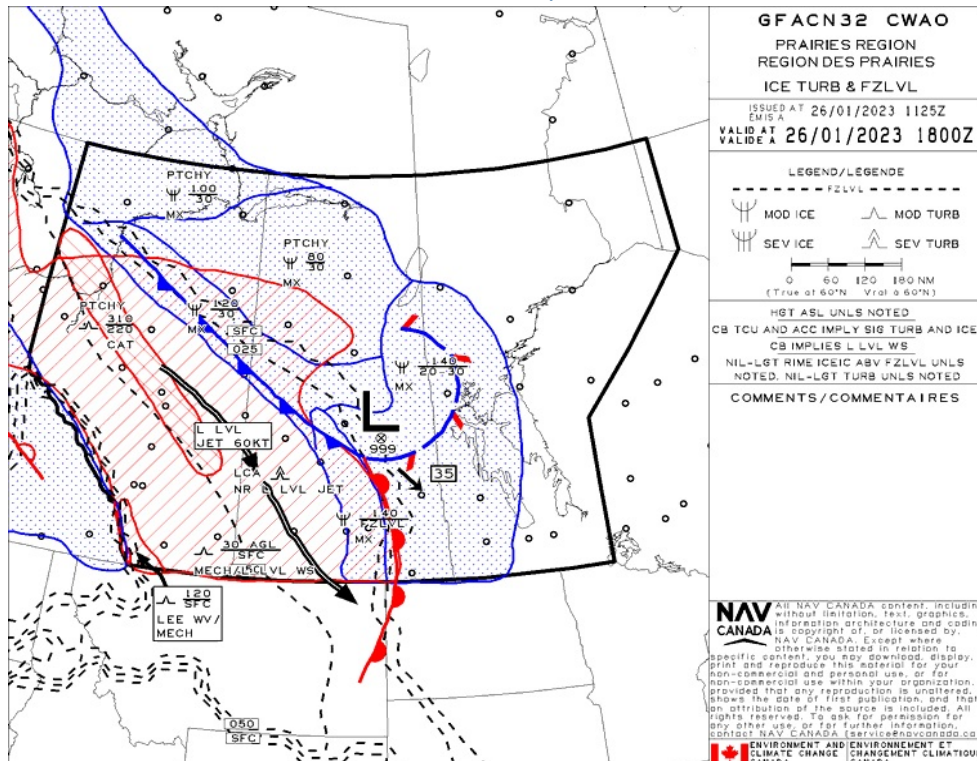 PTCHY
100
30
MX
PTCHY
80
30
MX
PTCHY
310
220
CAT
120
30
MX
SFC
025
140
20-30
MX
L
999
L LVL
JET 60KT
35
LCA
NR L LVL JET
140
FZLVL
MX
30 AGL
SFC
MECH/L LVL WS
120
SFC
LEE WV/
MECH
050
SFC
GFACN32 CWAO
PRAIRIES REGION
REGION DES PRAIRIES
ICE TURB & FZLVL
ISSUED AT
EMIS A
26/01/2023 1125Z
VALID AT
VALIDE A
26/01/2023 1800Z
LEGEND/LEGENDE
FZLVL
MOD ICE
MOD TURB
SEV ICE
SEV TURB
0 60 120 180 NM
(True at 60°N Vrai a 60°N)
HGT ASL UNLS NOTED
CB TCU AND ACC IMPLY SIG TURB AND ICE
CB IMPLIES L LVL WS
NIL-LGT RIME ICEIC ABV FZLVL UNLS
NOTED. NIL-LGT TURB UNLS NOTED
COMMENTS/COMMENTAIRES
NAV
CANADA
All NAV CANADA content, including
without limitation, text, graphics,
information architecture and coding
is copyright of, or licensed by,
NAV CANADA. Except where
otherwise stated in relation to
specific content, you may download, display,
print and reproduce this material for your
non-commercial and personal use, or for
non-commercial use within your organization,
provided that any reproduction is unaltered,
shows the date of first publication, and that
an attribution of the source is included. All
rights reserved. To ask for permission for
any other use, or for further information,
contact NAV CANADA (service@navcanada.ca
ENVIRONMENT AND
CLIMATE CHANGE
CANADA
ENVIRONNEMENT ET
CHANGEMENT CLIMATIQUE
CANADA